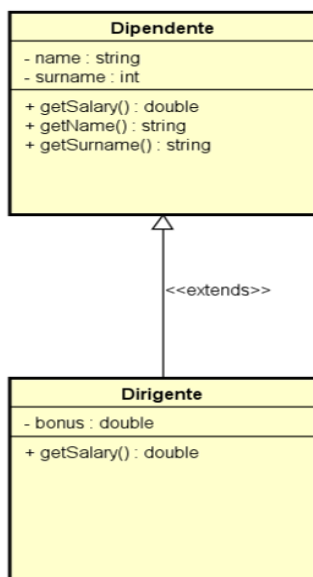 Dipendente
- name : string
- surname : int
+ getSalary() : double
+ getName() : string
+ getSurname() : string
<<extends>>
Dirigente
- bonus : double
+ getSalary() : double